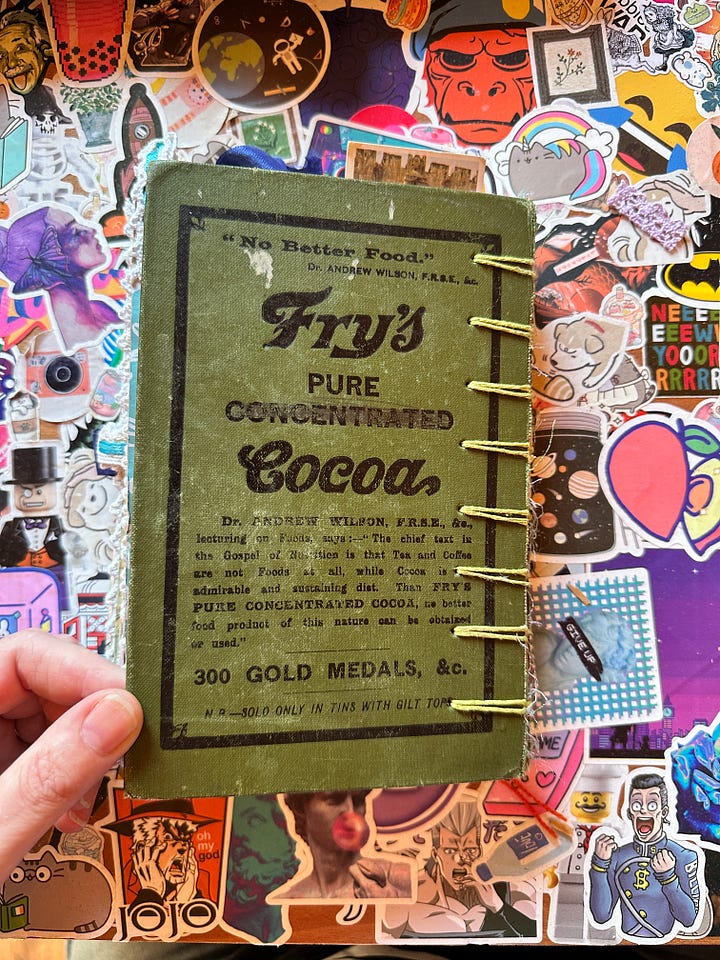 "No Better Food."
Dr. ANDREW WILSON, F.R.S.E., &c.
Fry's
PURE
CONCENTRATED
Cocoa.
Dr. ANDREW WILSON, F.R.S.E., &c.,
lecturing on Foods, says:—"The chief text in
the Gospel of Nutrition is that Tea and Coffee
are not Foods at all, while Cocoa is
admirable and sustaining diet. Than FRY'S
PURE CONCENTRATED COCOA, no better
food product of this nature can be obtained
or used."
300 GOLD MEDALS, &c.
N.B.—SOLD ONLY IN TINS WITH GILT TOPS.
NEEE
EEEWW
YOOOR
RRRRR
GIVE UP
ME
oh
my
god
JOJO